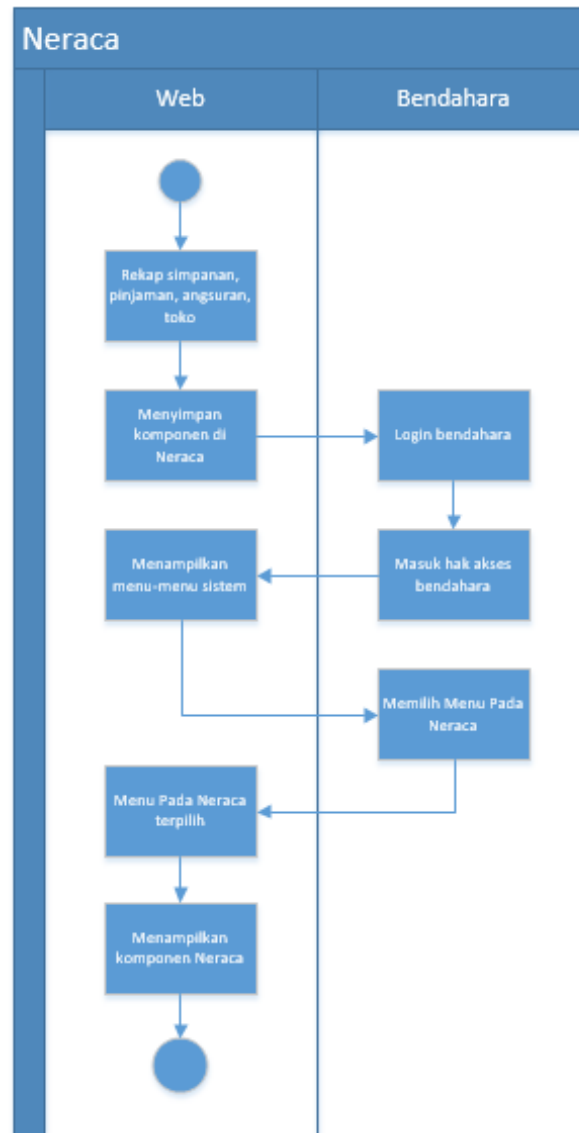 Neraca
Web
Bendahara
Rekap simpanan,
pinjaman, angsuran,
toko
Menyimpan
komponen di
Neraca
Login bendahara
Menampilkan
menu-menu sistem
Masuk hak akses
bendahara
Memilih Menu Pada
Neraca
Menu Pada Neraca
terpilih
Menampilkan
komponen Neraca